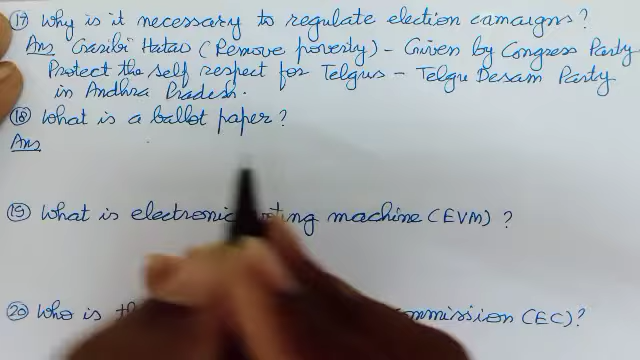 17 Why is it necessary to regulate election camaigns?
Ans Garibi Hatao (Remove poverty) - Given by Congress Party
Protect the self respect for Telgus - Telgu Desam Party
in Andhra Pradesh.
18 What is a ballot paper?
Ans
19 What is electronic voting machine (EVM) ?
20 Who is the commission (EC)?